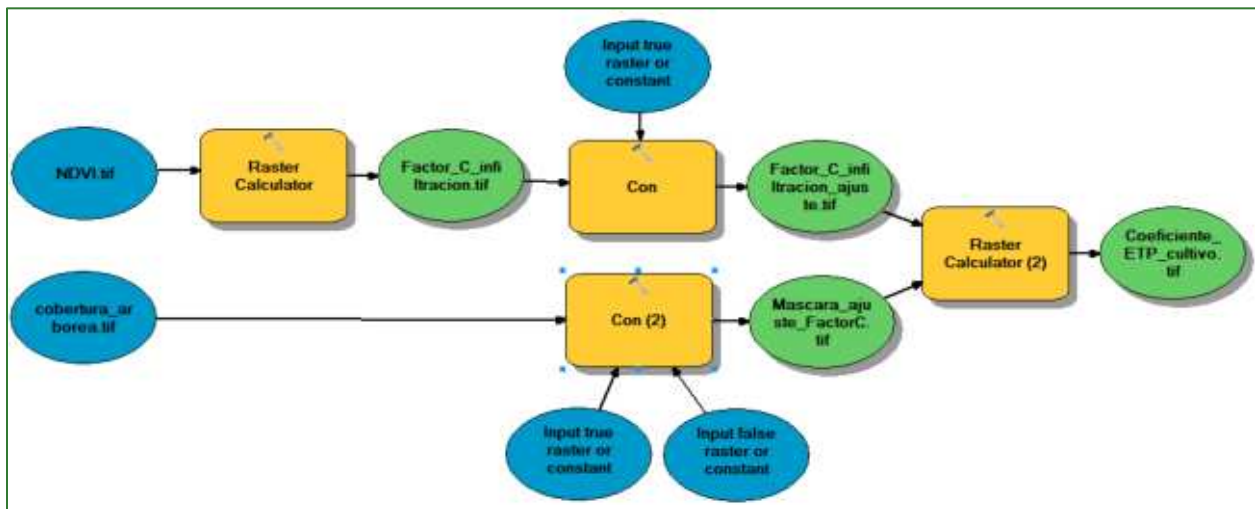 Input true
raster or
constant
NDVI.tif
Raster
Calculator
Factor_C_infi
ltracion.tif
Con
Factor_C_infi
ltracion_ajus
te.tif
Raster
Calculator (2)
Coeficiente_
ETP_cultivo.
tif
cobertura_ar
borea.tif
Con (2)
Mascara_aju
ste_FactorC.
tif
Input true
raster or
constant
Input false
raster or
constant